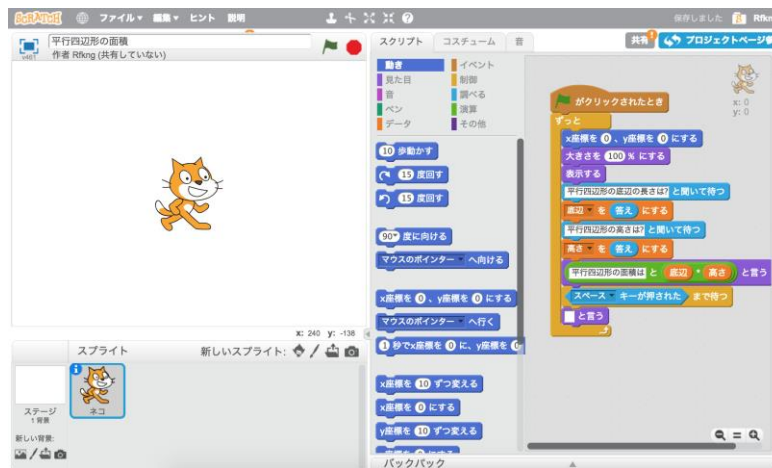 SCRATCH ファイル▼ 編集▼ ヒント 説明 保存しました Rfkng
v461 平行四辺形の面積
作者 Rfkng (共有していない)
スクリプト コスチューム 音
共有 プロジェクトページ
動き イベント
見た目 制御
音 調べる
ペン 演算
データ その他
10 歩動かす
15 度回す
15 度回す
90▼ 度に向ける
マウスのポインター▼ へ向ける
x座標を 0 、y座標を 0 にする
マウスのポインター▼ へ行く
1 秒でx座標を 0 に、y座標を 0
x座標を 10 ずつ変える
x座標を 0 にする
y座標を 10 ずつ変える
がクリックされたとき
ずっと
x座標を 0 、y座標を 0 にする
大きさを 100 % にする
表示する
平行四辺形の底辺の長さは? と聞いて待つ
底辺▼ を 答え にする
平行四辺形の高さは? と聞いて待つ
高さ▼ を 答え にする
平行四辺形の面積は と 底辺 * 高さ と言う
スペース▼ キーが押された まで待つ
と言う
x: 0
y: 0
x: 240 y: -138
スプライト 新しいスプライト:
ステージ
1背景
新しい背景:
ネコ
バックパック